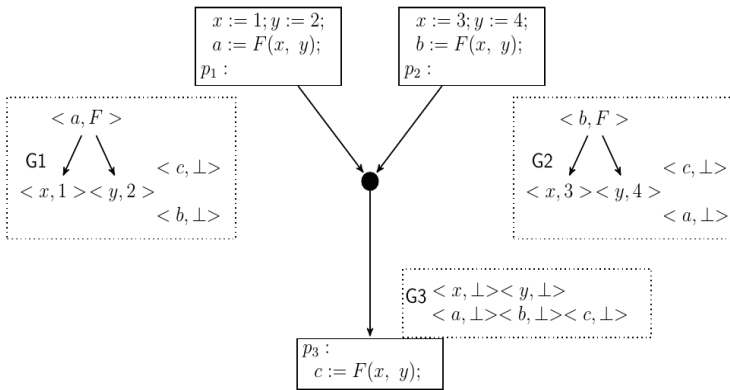 x := 1; y := 2;
a := F(x, y);
p₁ :
x := 3; y := 4;
b := F(x, y);
p₂ :
< a, F >
G1
< c, ⊥>
< x, 1 >< y, 2 >
< b, ⊥>
< b, F >
G2
< c, ⊥>
< x, 3 >< y, 4 >
< a, ⊥>
G3 < x, ⊥>< y, ⊥>
< a, ⊥>< b, ⊥>< c, ⊥>
p₃ :
c := F(x, y);